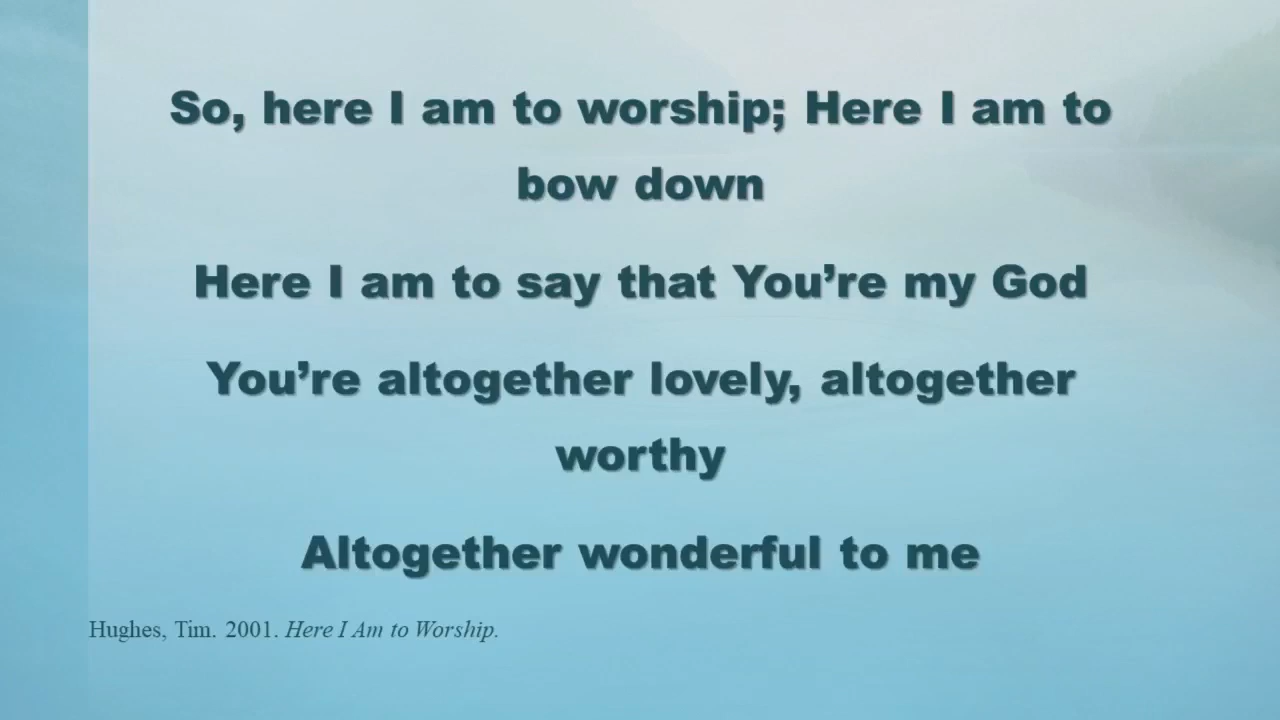 So, here I am to worship; Here I am to
bow down
Here I am to say that You’re my God
You’re altogether lovely, altogether
worthy
Altogether wonderful to me
Hughes, Tim. 2001. Here I Am to Worship.